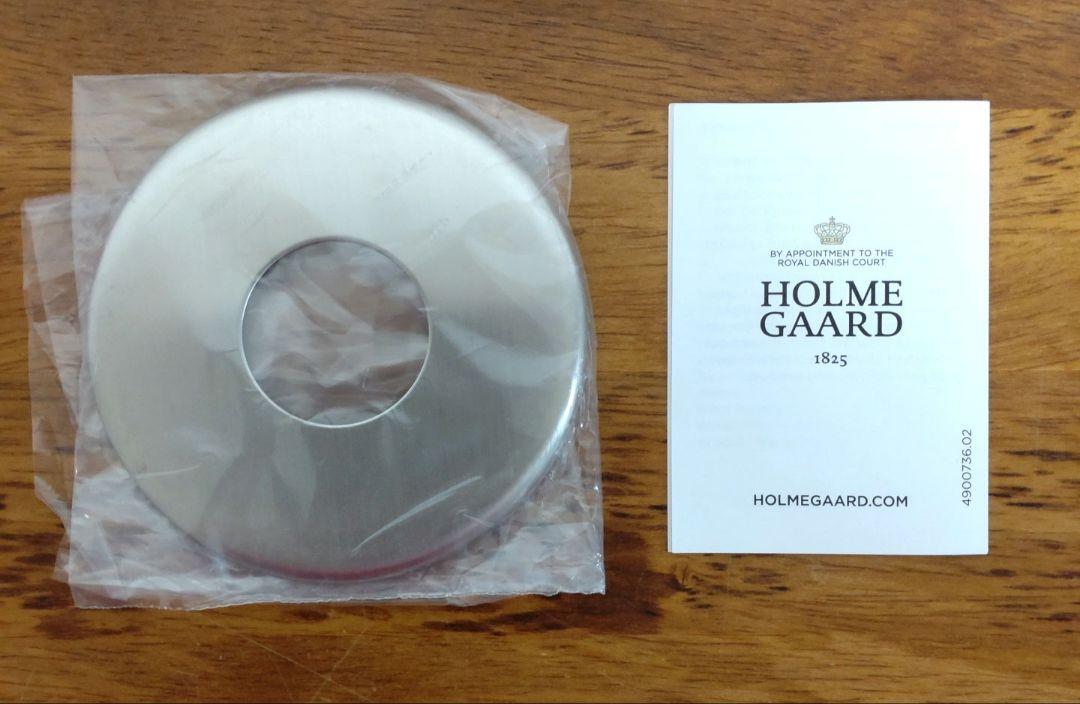 BY APPOINTMENT TO THE
ROYAL DANISH COURT
HOLME
GAARD
1825
HOLMEGAARD.COM
4900736.02